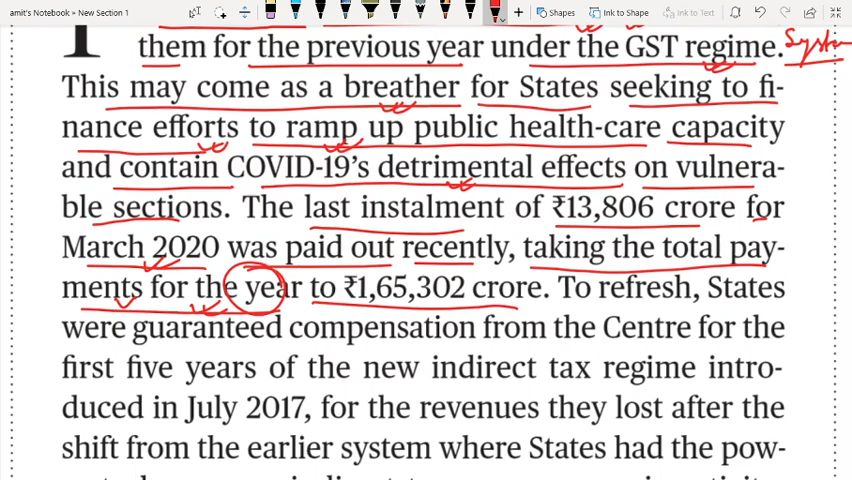 amit's Notebook » New Section 1
Shapes Ink to Shape Ink to Text
them for the previous year under the GST regime.
System
This may come as a breather for States seeking to fi-
nance efforts to ramp up public health-care capacity
and contain COVID-19’s detrimental effects on vulnera-
ble sections. The last instalment of ₹13,806 crore for
March 2020 was paid out recently, taking the total pay-
ments for the year to ₹1,65,302 crore. To refresh, States
were guaranteed compensation from the Centre for the
first five years of the new indirect tax regime intro-
duced in July 2017, for the revenues they lost after the
shift from the earlier system where States had the pow-